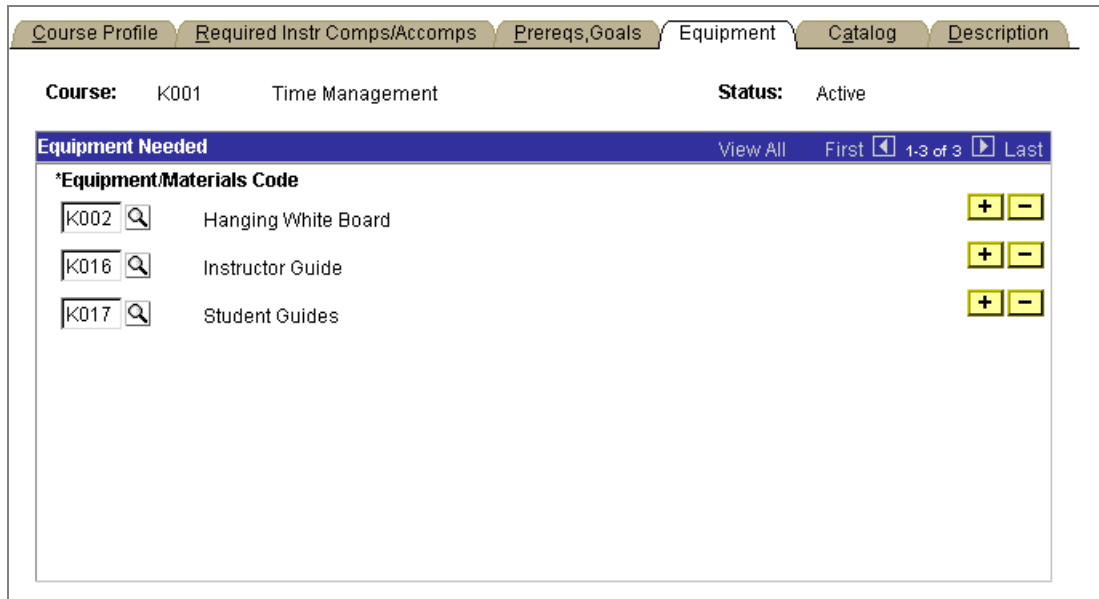 Course Profile Required Instr Comps/Accomps Prereqs,Goals Equipment Catalog Description
Course: K001 Time Management Status: Active
Equipment Needed View All First 1-3 of 3 Last
*Equipment/Materials Code
K002 Hanging White Board + -
K016 Instructor Guide + -
K017 Student Guides + -